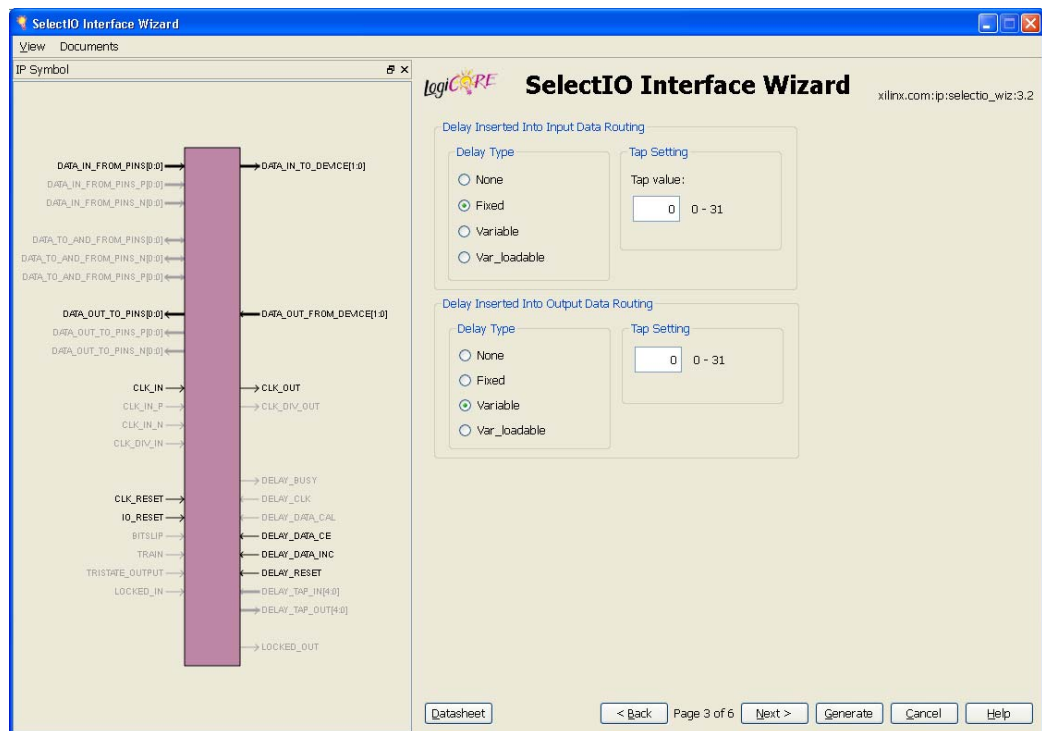 SelectIO Interface Wizard
View Documents
IP Symbol
DATA_IN_FROM_PINS[0:0]
DATA_IN_TO_DEVICE[1:0]
DATA_IN_FROM_PINS_P[0:0]
DATA_IN_FROM_PINS_N[0:0]
DATA_TO_AND_FROM_PINS[0:0]
DATA_TO_AND_FROM_PINS_N[0:0]
DATA_TO_AND_FROM_PINS_P[0:0]
DATA_OUT_TO_PINS[0:0]
DATA_OUT_FROM_DEVICE[1:0]
DATA_OUT_TO_PINS_P[0:0]
DATA_OUT_TO_PINS_N[0:0]
CLK_IN
CLK_OUT
CLK_IN_P
CLK_DIV_OUT
CLK_IN_N
CLK_DIV_IN
DELAY_BUSY
CLK_RESET
DELAY_CLK
IO_RESET
DELAY_DATA_CAL
BITSLIP
DELAY_DATA_CE
TRAIN
DELAY_DATA_INC
TRISTATE_OUTPUT
DELAY_RESET
LOCKED_IN
DELAY_TAP_IN[4:0]
DELAY_TAP_OUT[4:0]
LOCKED_OUT
LogiCORE
SelectIO Interface Wizard
xilinx.com:ip:selectio_wiz:3.2
Delay Inserted Into Input Data Routing
Delay Type
None
Fixed
Variable
Var_loadable
Tap Setting
Tap value:
0 0 - 31
Delay Inserted Into Output Data Routing
Delay Type
None
Fixed
Variable
Var_loadable
Tap Setting
0 0 - 31
Datasheet
< Back Page 3 of 6 Next > Generate Cancel Help